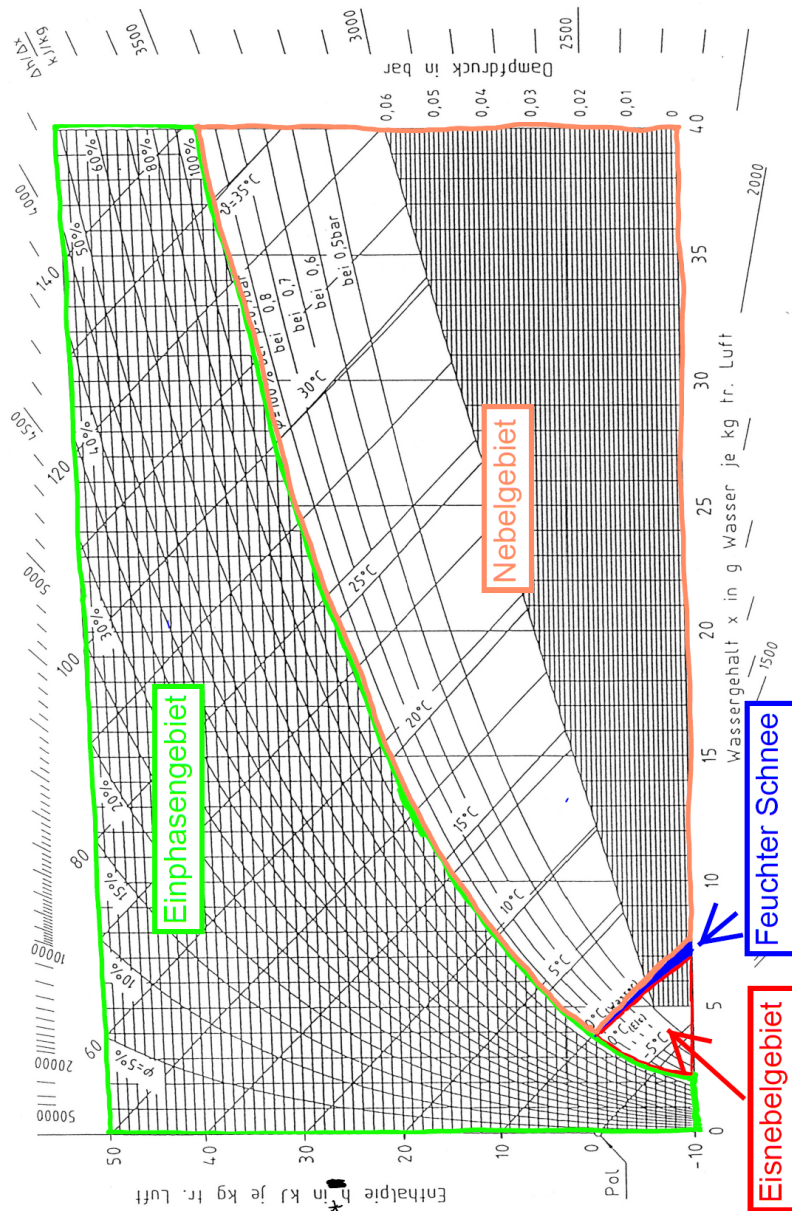 Δh/Δx
kJ/kg
50000
20000
10000
5000
4500
4000
3500
3000
2500
2000
1500
60
80
100
120
140
φ=5%
10%
15%
20%
30%
40%
50%
60%
80%
100%
Einphasengebiet
Nebelgebiet
Feuchter Schnee
Eisnebelgebiet
ϑ=35°C
30°C
25°C
20°C
15°C
10°C
5°C
0°C(Eis)
-5°C
bei 0,8
bei 0,7
bei 0,6
bei 0,5bar
Dampfdruck in bar
0,06
0,05
0,04
0,03
0,02
0,01
0
Enthalpie h* in kJ je kg tr. Luft
50
40
30
20
10
0
-10
Pol
0
5
10
15
20
25
30
35
40
Wassergehalt x in g Wasser je kg tr. Luft